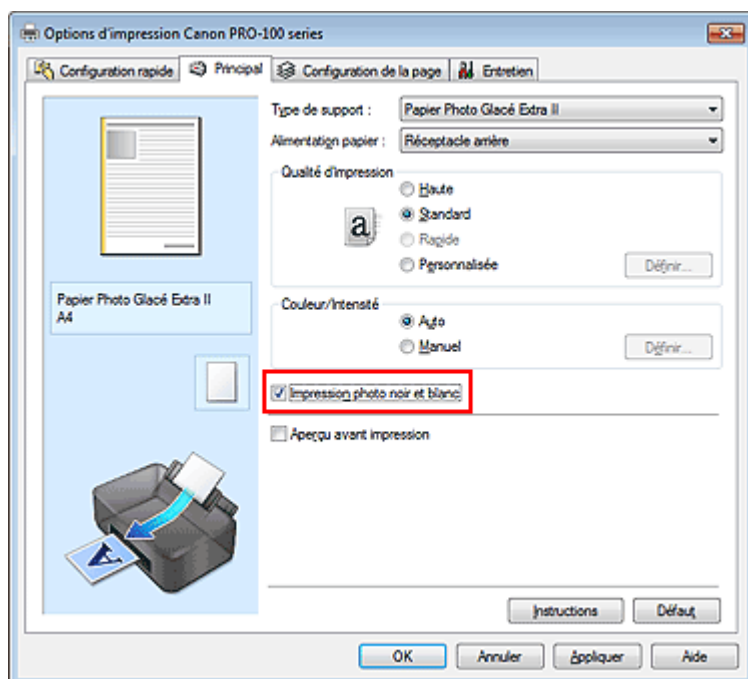 Options d'impression Canon PRO-100 series
Configuration rapide Principal Configuration de la page Entretien
Type de support : Papier Photo Glacé Extra II
Alimentation papier : Réceptacle arrière
Qualité d'impression
Haute
a Standard
Rapide
Personnalisée Définir...
Papier Photo Glacé Extra II
A4
Couleur/Intensité
Auto
Manuel Définir...
Impression photo noir et blanc
Aperçu avant impression
A
Instructions Défaut
OK Annuler Appliquer Aide